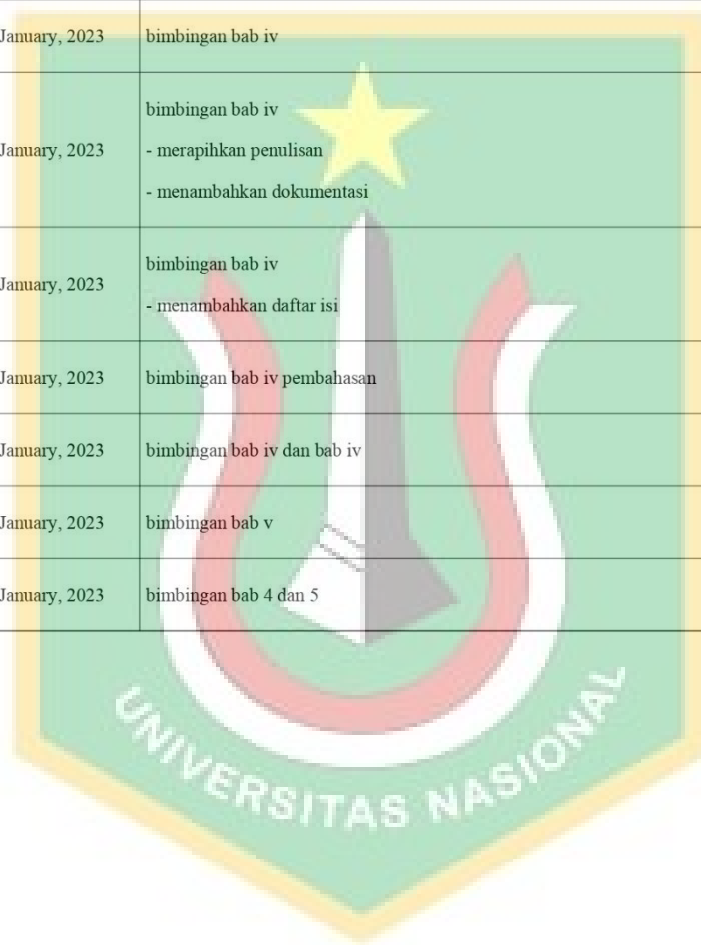 January, 2023 bimbingan bab iv
bimbingan bab iv
January, 2023 - merapihkan penulisan
- menambahkan dokumentasi
bimbingan bab iv
January, 2023
- menambahkan daftar isi
January, 2023 bimbingan bab iv pembahasan
January, 2023 bimbingan bab iv dan bab iv
January, 2023 bimbingan bab v
January, 2023 bimbingan bab 4 dan 5
UNIVERSITAS NASIONAL